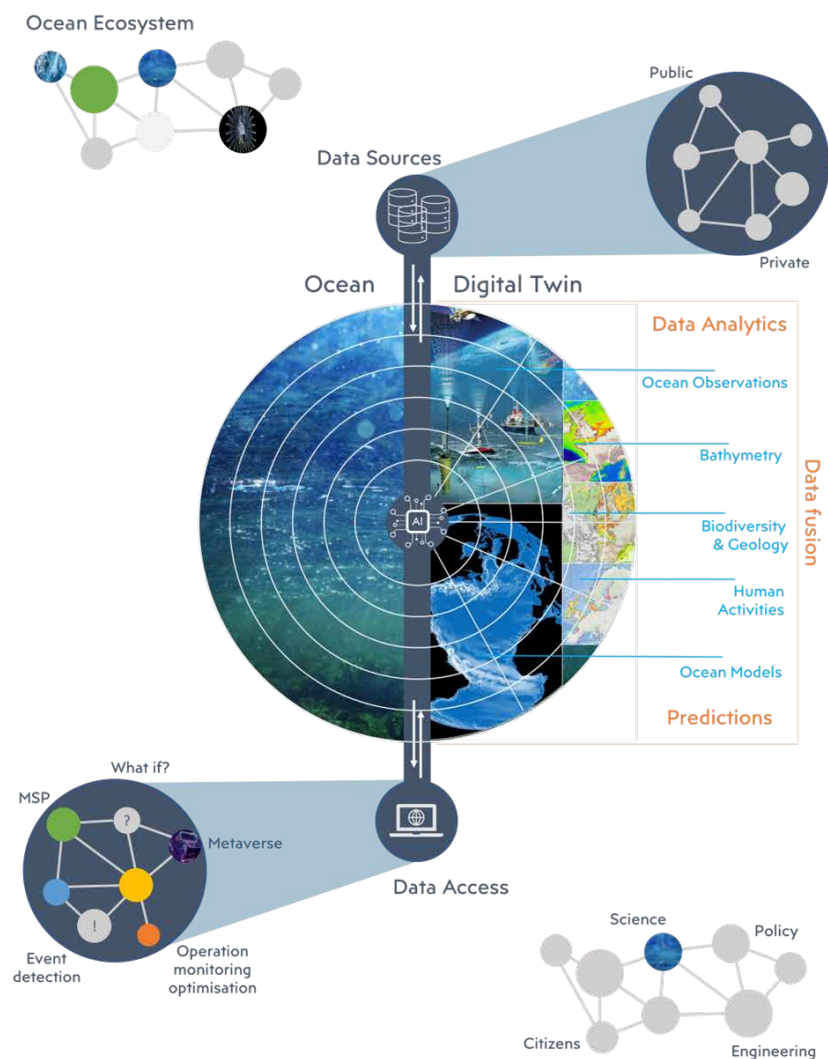 Ocean Ecosystem
Public
Data Sources
Private
Ocean
Digital Twin
Data Analytics
Ocean Observations
Bathymetry
Data fusion
AI
Biodiversity
& Geology
Human
Activities
Ocean Models
Predictions
What if?
MSP
?
Metaverse
!
Event
detection
Operation
monitoring
optimisation
Data Access
Science
Policy
Citizens
Engineering